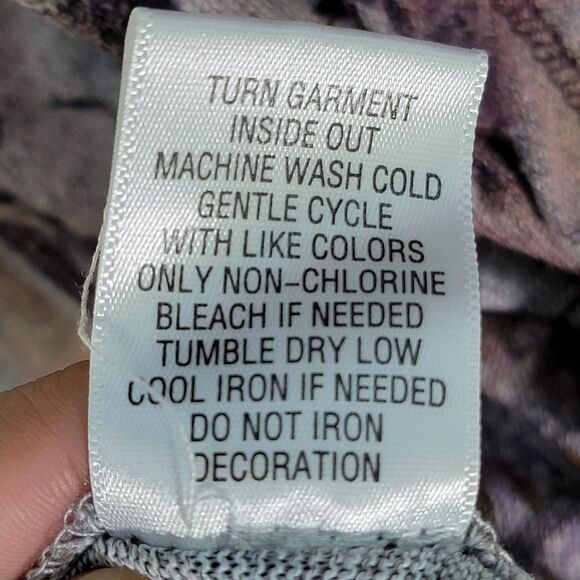 TURN GARMENT
INSIDE OUT
MACHINE WASH COLD
GENTLE CYCLE
WITH LIKE COLORS
ONLY NON-CHLORINE
BLEACH IF NEEDED
TUMBLE DRY LOW
COOL IRON IF NEEDED
DO NOT IRON
DECORATION